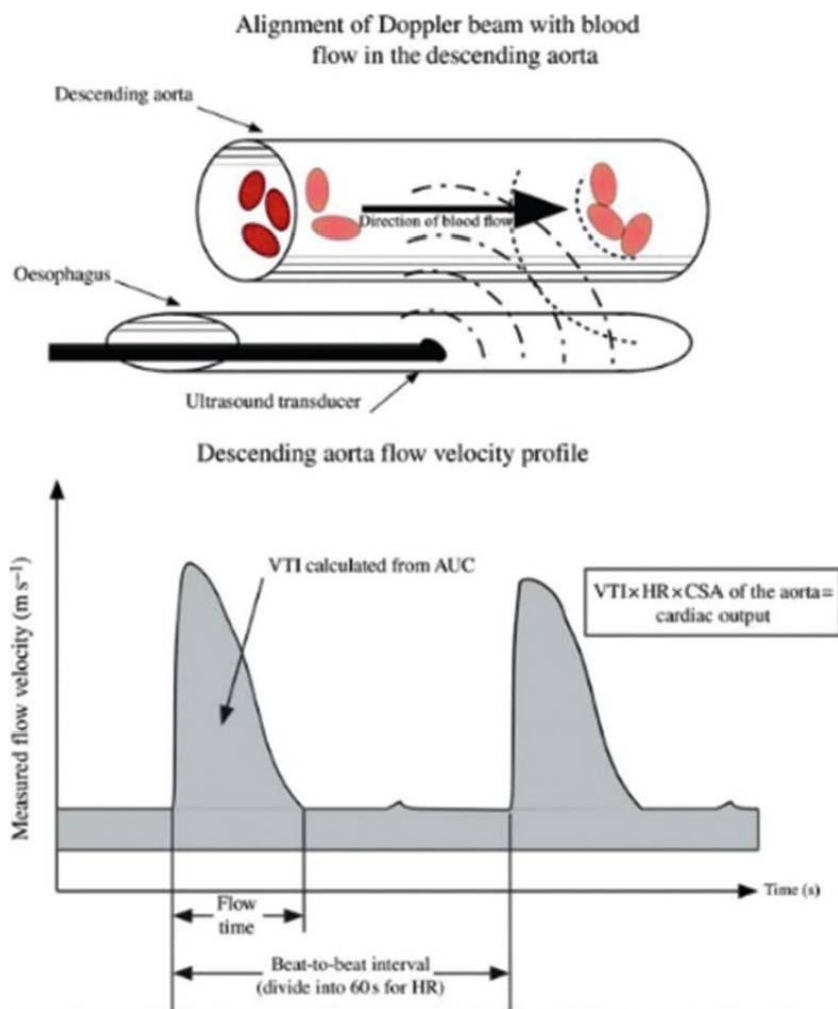 Alignment of Doppler beam with blood
flow in the descending aorta
Descending aorta
Direction of blood flow
Oesophagus
Ultrasound transducer
Descending aorta flow velocity profile
Measured flow velocity (m s⁻¹)
VTI calculated from AUC
VTI×HR×CSA of the aorta=
cardiac output
Time (s)
Flow
time
Beat-to-beat interval
(divide into 60 s for HR)